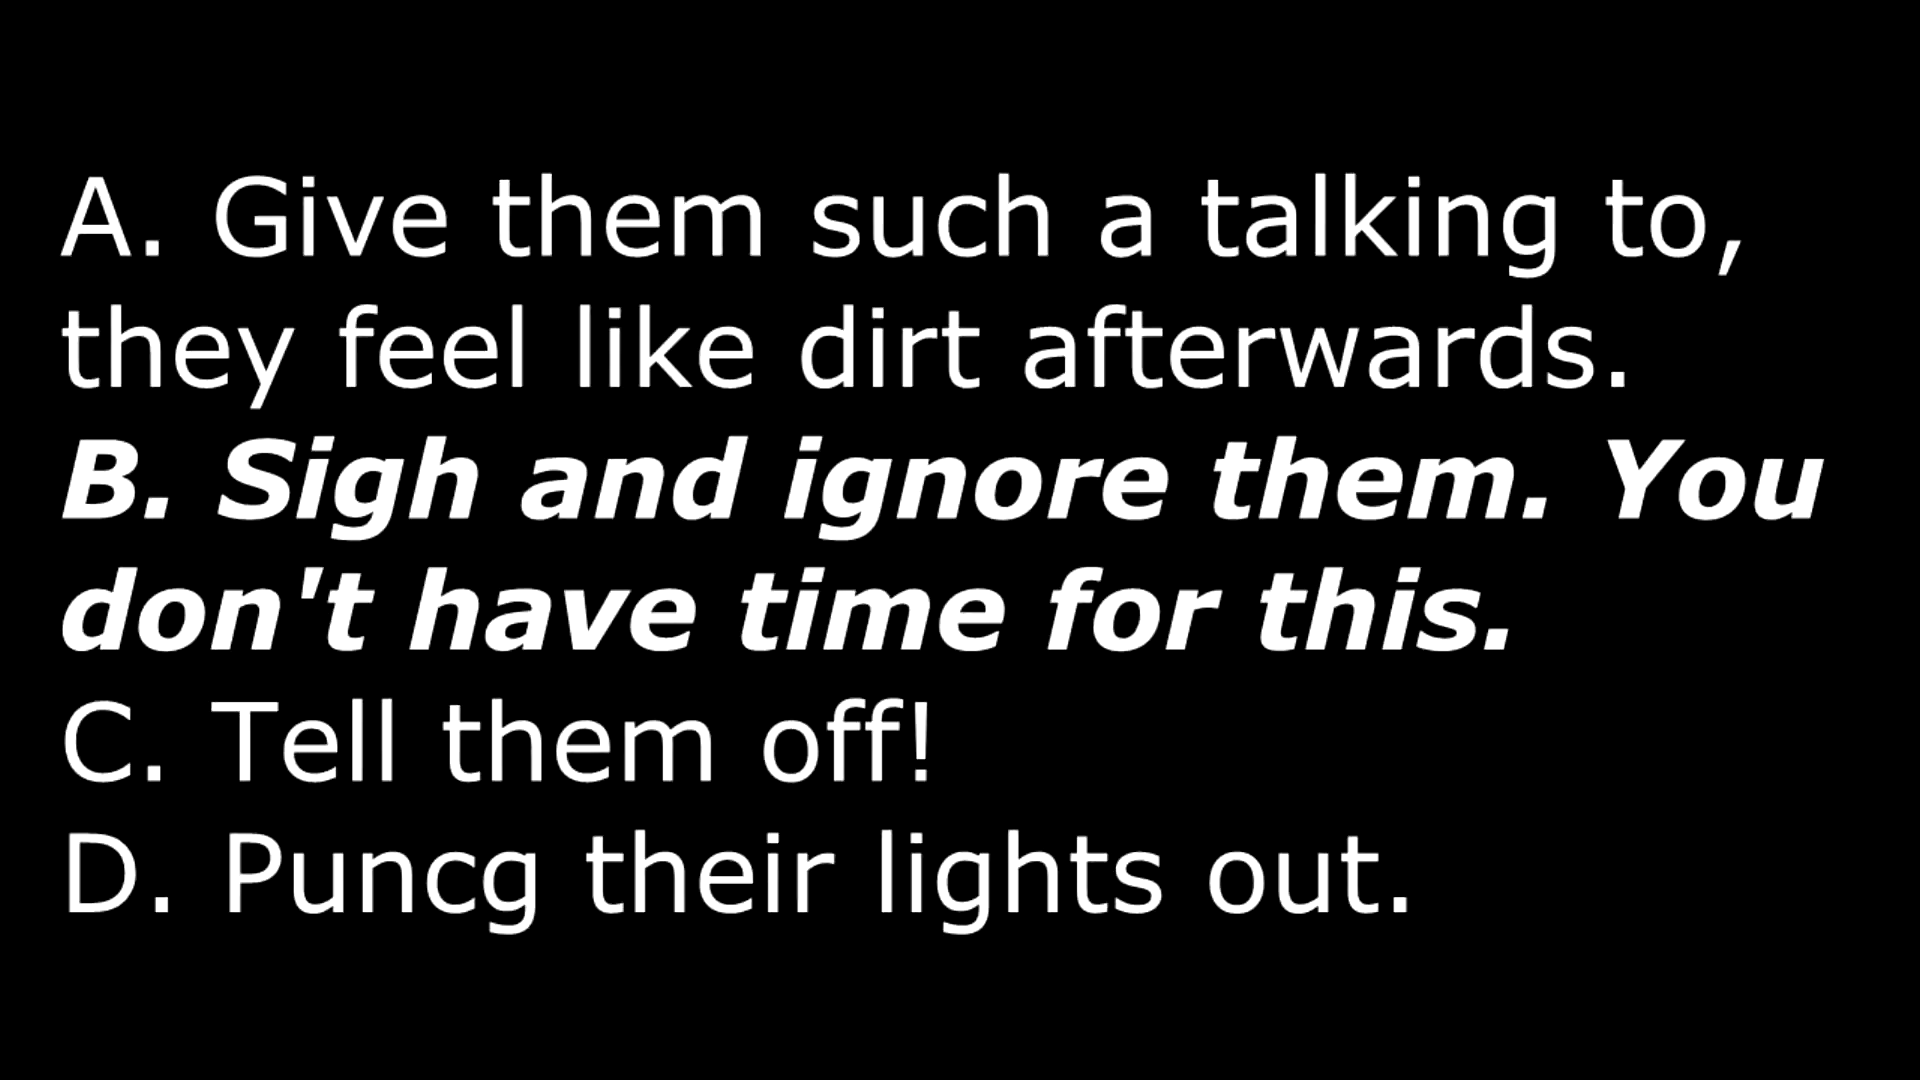 A. Give them such a talking to,
they feel like dirt afterwards.
B. Sigh and ignore them. You
don't have time for this.
C. Tell them off!
D. Puncg their lights out.